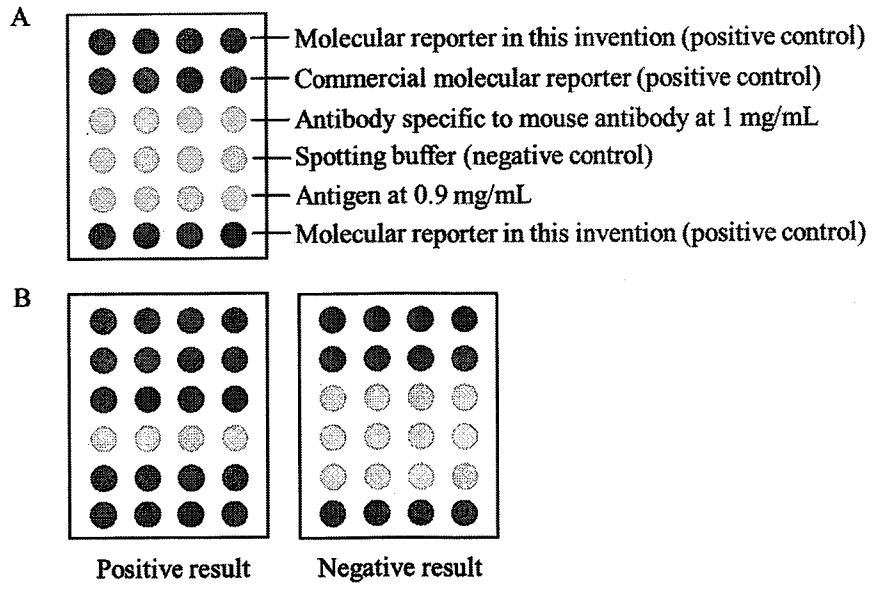 A
Molecular reporter in this invention (positive control)
Commercial molecular reporter (positive control)
Antibody specific to mouse antibody at 1 mg/mL
Spotting buffer (negative control)
Antigen at 0.9 mg/mL
Molecular reporter in this invention (positive control)
B
Positive result
Negative result